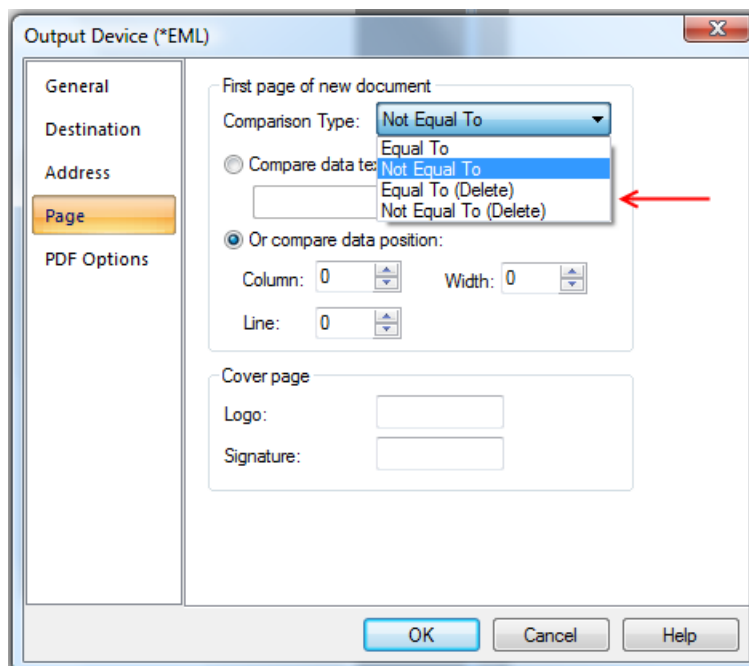 Output Device (*EML)
General
Destination
Address
Page
PDF Options
First page of new document
Comparison Type: Not Equal To
Equal To
Not Equal To
Equal To (Delete)
Not Equal To (Delete)
Compare data
Or compare data position:
Column: 0 Width: 0
Line: 0
Cover page
Logo:
Signature:
OK Cancel Help